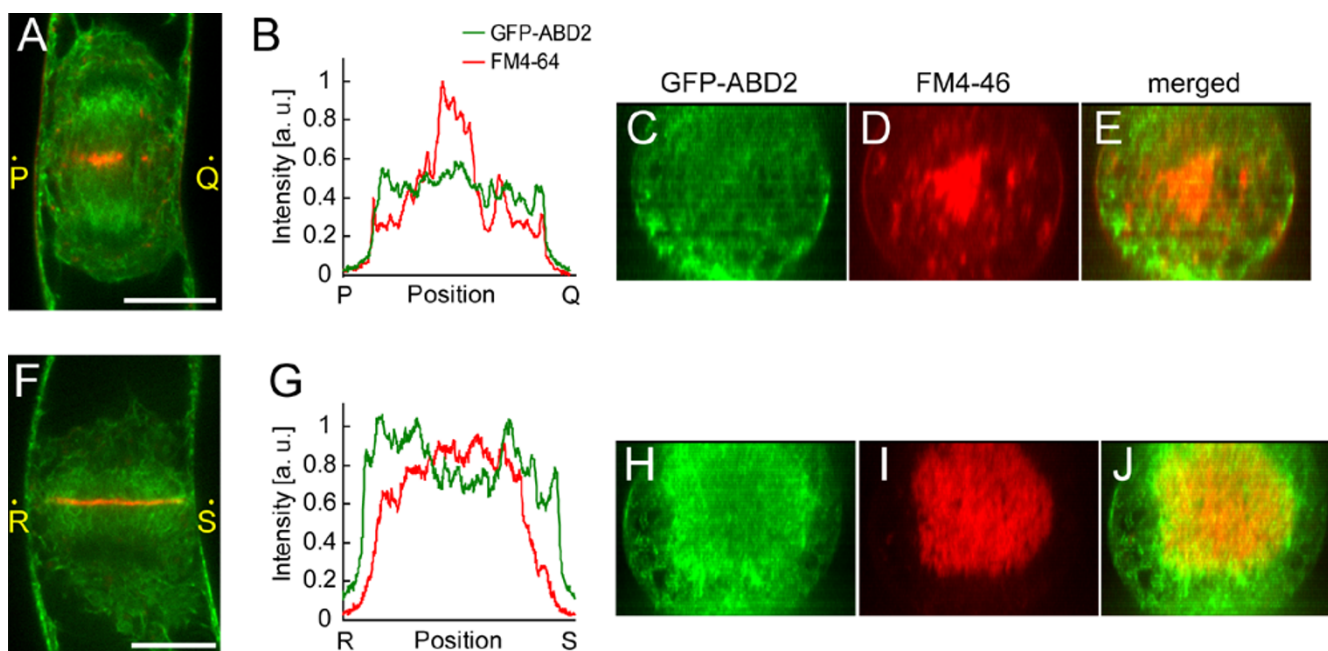 A
P
Q
B
GFP-ABD2
FM4-64
Intensity [a. u.]
1
0.8
0.6
0.4
0.2
0
P
Position
Q
GFP-ABD2
FM4-46
merged
C
D
E
F
R
S
G
Intensity [a. u.]
1
0.8
0.6
0.4
0.2
0
R
Position
S
H
I
J